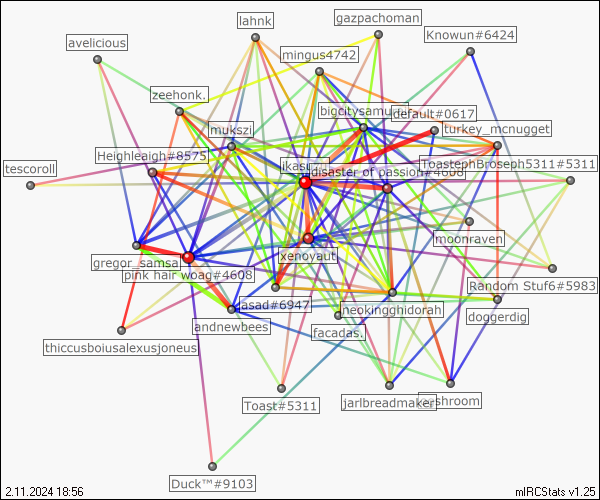 gazpachoman
lahnk
Knowun#6424
avelicious
mingus4742
zeehonk.
bigcitysamu
default#0617
mukszi
turkey_mcnugget
Heighleaigh#8575
ToastephBroseph5311#5311
tescoroll
ikasu
disaster of passion#4608
moonraven
xenoyaut
gregor_samsa
pink hair woag#4608
Random Stuf6#5983
asad#6947
neokingghidorah
doggerdig
andnewbees
facadas.
thiccusboiusalexusjoneus
jarlbreadmaker
shroom
Toast#5311
Duck™#9103
2.11.2024 18:56
mIRCStats v1.25